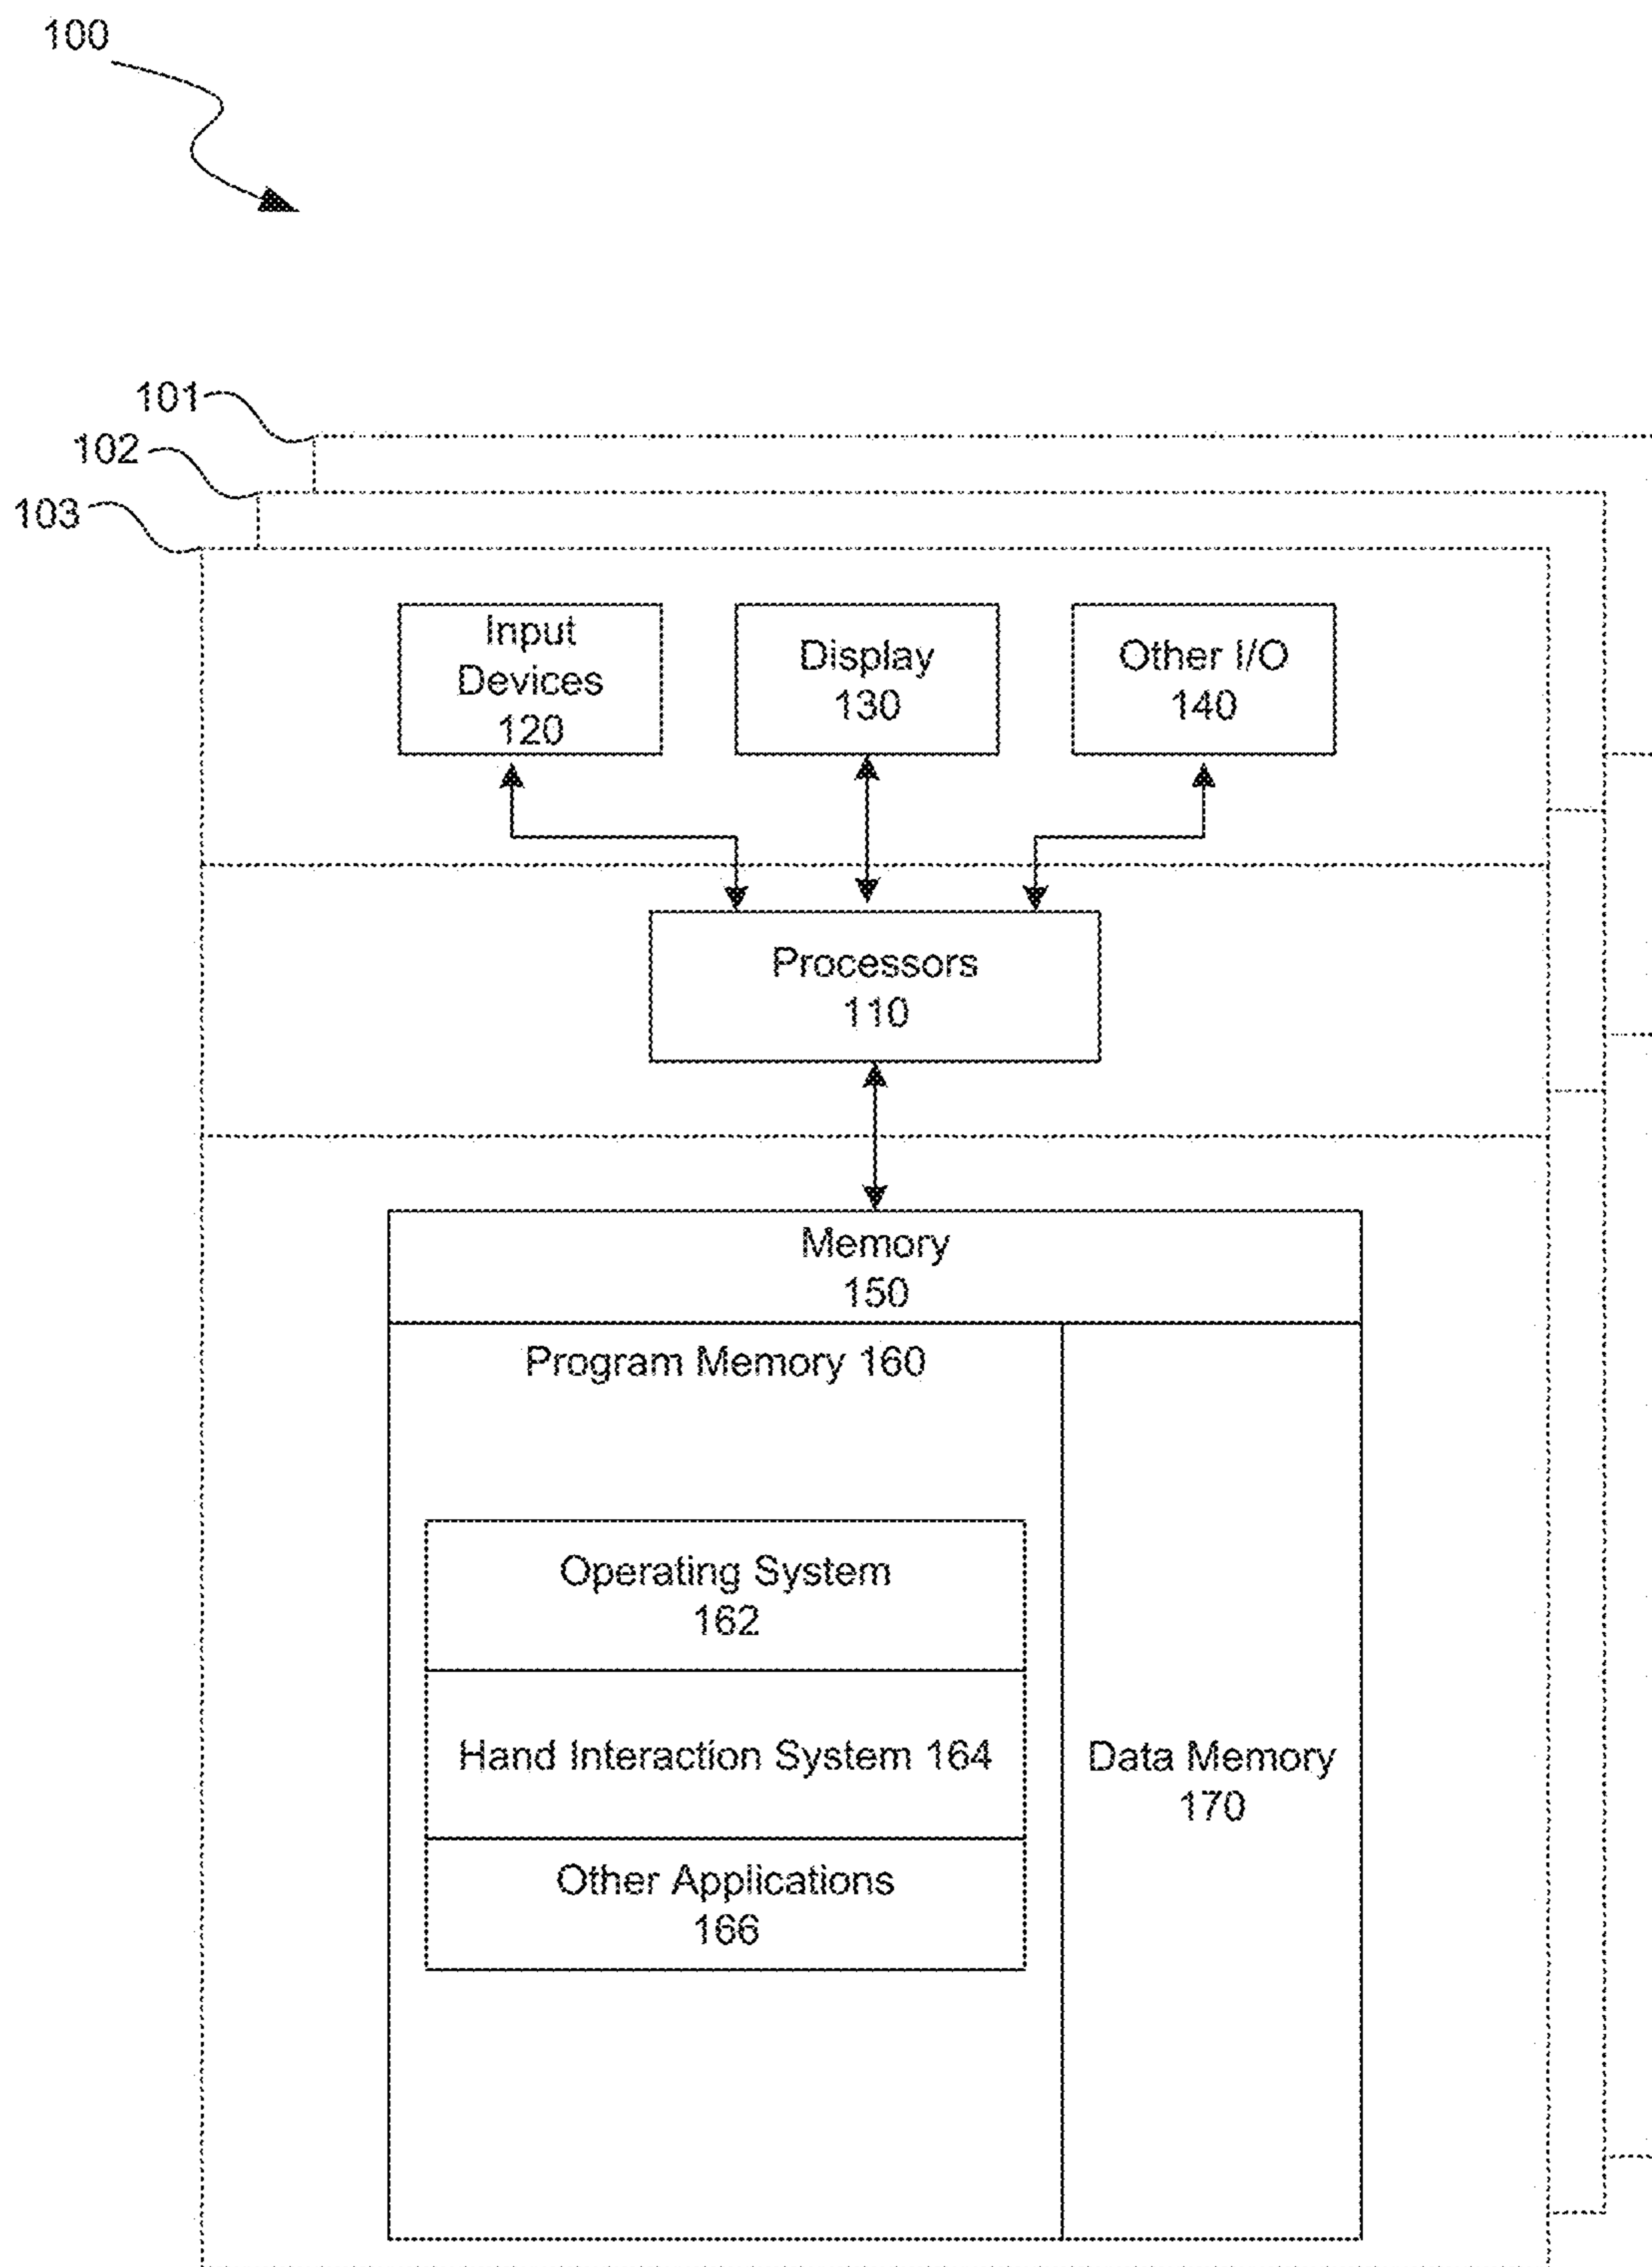 100
101
102
103
Input
Devices
120
Display
130
Other I/O
140
Processors
110
Memory
150
Program Memory 160
Operating System
162
Hand Interaction System 164
Other Applications
166
Data Memory
170